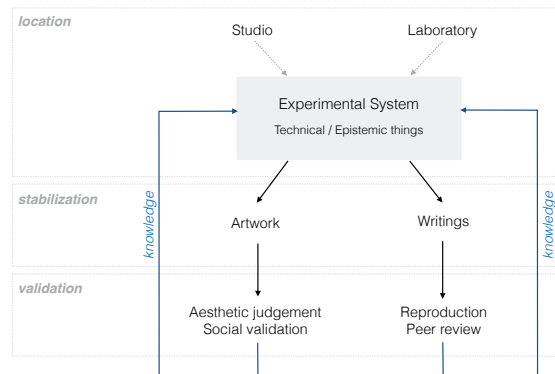 location
Studio
Laboratory
Experimental System
Technical / Epistemic things
stabilization
knowledge
Artwork
Writings
knowledge
validation
Aesthetic judgement
Social validation
Reproduction
Peer review